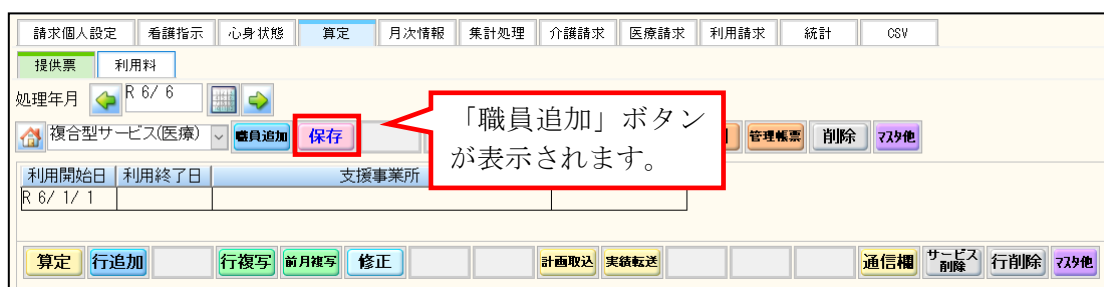 請求個人設定 看護指示 心身状態 算定 月次情報 集計処理 介護請求 医療請求 利用請求 統計 CSV
提供票 利用料
処理年月 R 6/ 6
複合型サービス(医療) 職員追加 保存 管理帳票 削除 マスタ他
「職員追加」ボタン
が表示されます。
利用開始日 利用終了日 支援事業所
R 6/ 1/ 1
算定 行追加 行複写 前月複写 修正 計画取込 実績転送 通信欄 サービス削除 行削除 マスタ他